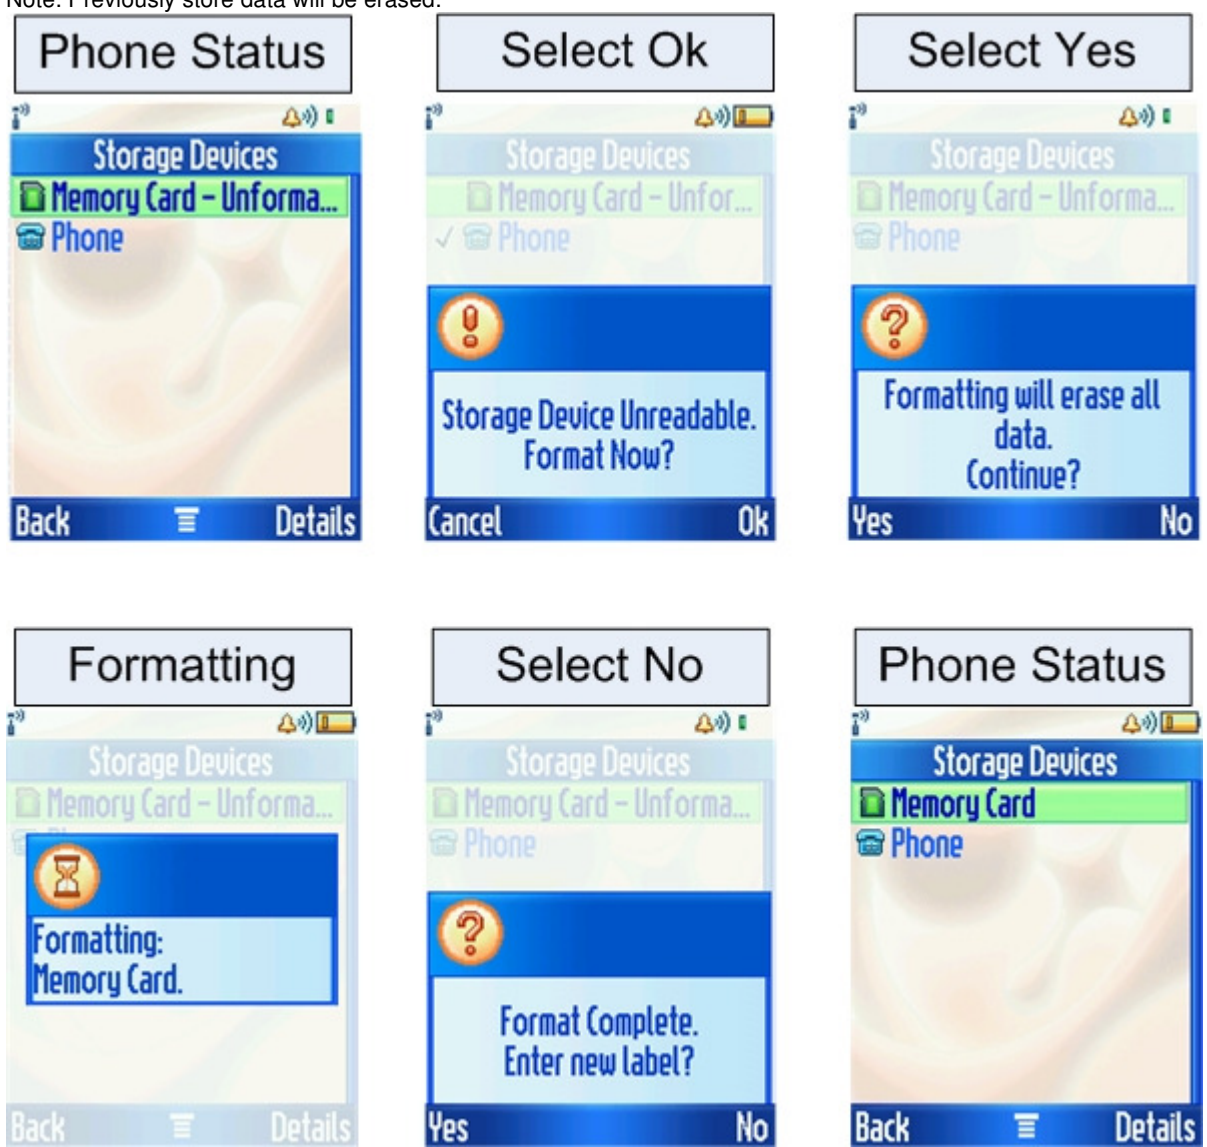 Note: Previously store data will be erased.
Phone Status
Storage Devices
Memory Card - Unforma...
Phone
Back
Details
Select Ok
Storage Devices
Memory Card - Unfor...
Phone
Storage Device Unreadable.
Format Now?
Cancel
Ok
Select Yes
Storage Devices
Memory Card - Unforma...
Phone
Formatting will erase all
data.
Continue?
Yes
No
Formatting
Storage Devices
Memory Card - Unforma...
Formatting:
Memory Card.
Back
Details
Select No
Storage Devices
Memory Card - Unforma...
Phone
Format Complete.
Enter new label?
Yes
No
Phone Status
Storage Devices
Memory Card
Phone
Back
Details